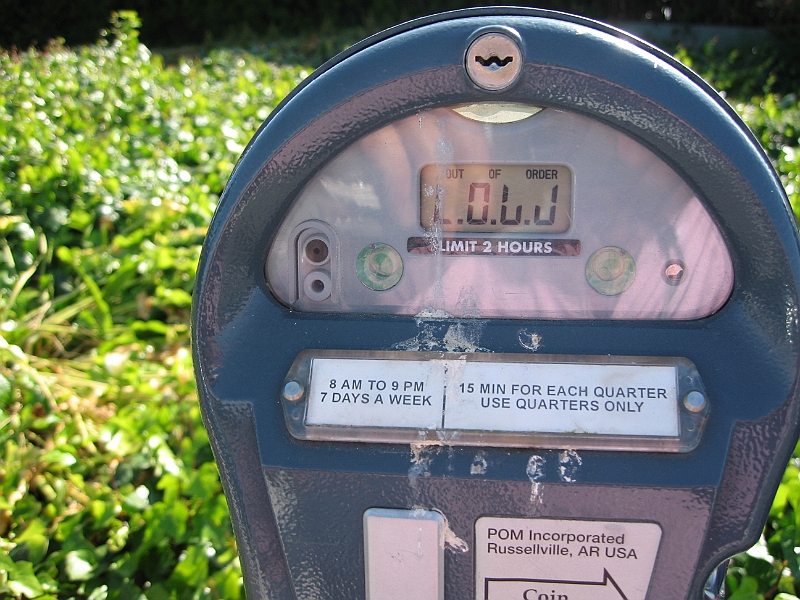 OUT OF ORDER
LIMIT 2 HOURS
8 AM TO 9 PM
7 DAYS A WEEK
15 MIN FOR EACH QUARTER
USE QUARTERS ONLY
POM Incorporated
Russellville, AR USA
Coin